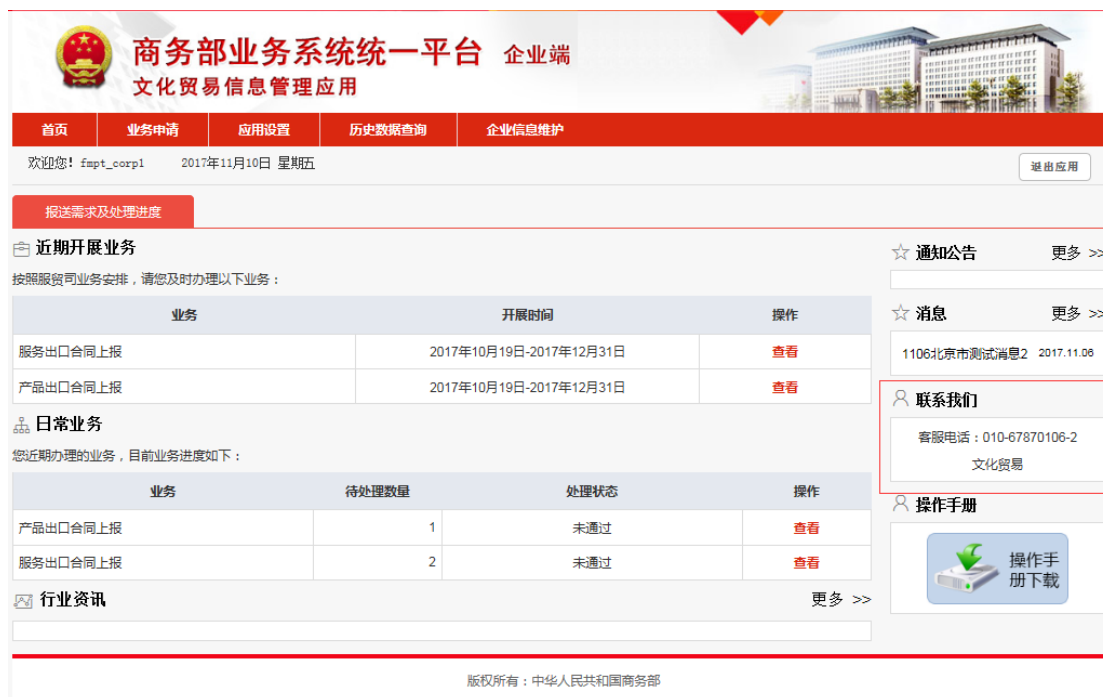 商务部业务系统统一平台 企业端
文化贸易信息管理应用
首页 业务申请 应用设置 历史数据查询 企业信息维护
欢迎您! fmpt_corp1 2017年11月10日 星期五 退出应用
报送需求及处理进度
近期开展业务
按照服贸司业务安排，请您及时办理以下业务：
业务 开展时间 操作
服务出口合同上报 2017年10月19日-2017年12月31日 查看
产品出口合同上报 2017年10月19日-2017年12月31日 查看
日常业务
您近期办理的业务，目前业务进度如下：
业务 待处理数量 处理状态 操作
产品出口合同上报 1 未通过 查看
服务出口合同上报 2 未通过 查看
行业资讯 更多 >>
通知公告 更多 >>
消息 更多 >>
1106北京市测试消息2 2017.11.06
联系我们
客服电话：010-67870106-2
文化贸易
操作手册
操作手
册下载
版权所有：中华人民共和国商务部